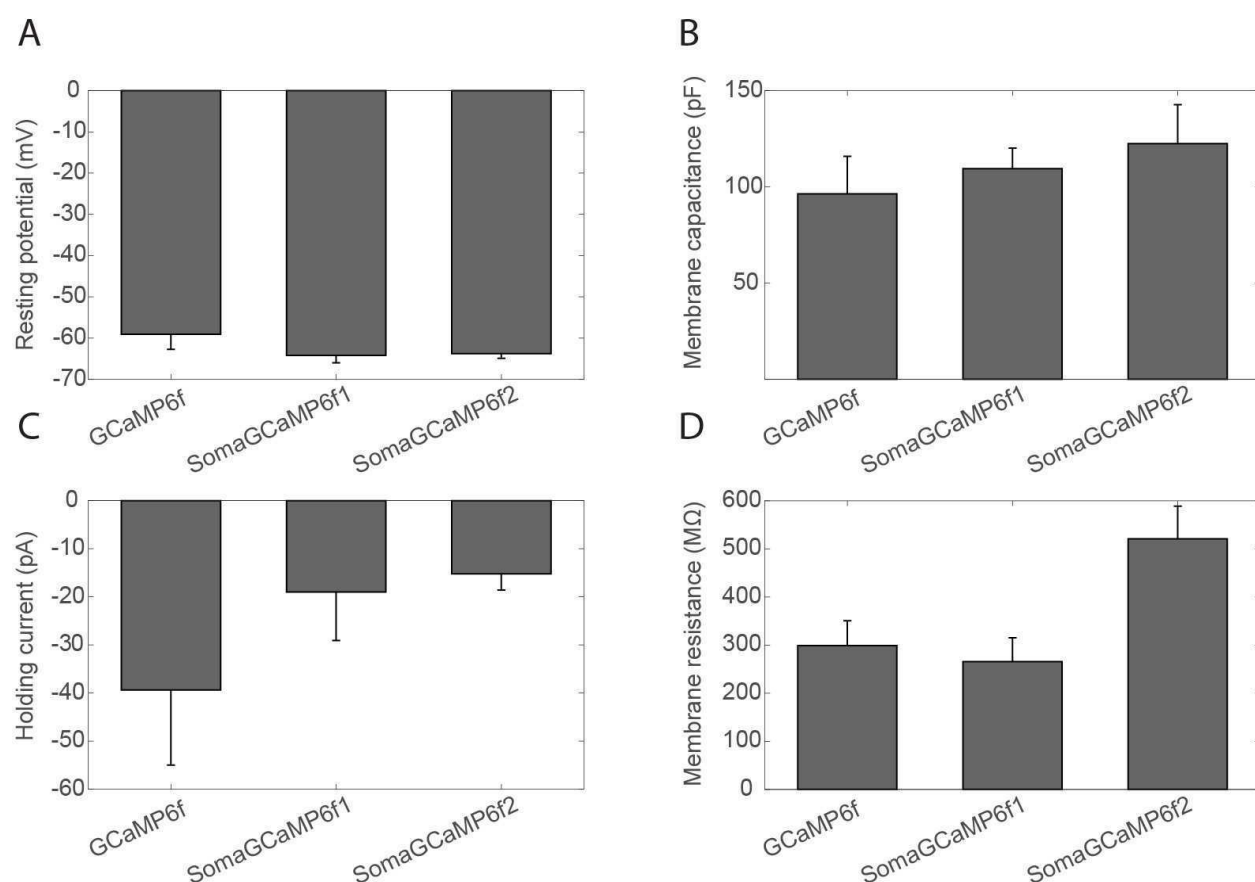 A
Resting potential (mV)
0
-10
-20
-30
-40
-50
-60
-70
GCaMP6f
SomaGCaMP6f1
SomaGCaMP6f2
B
Membrane capacitance (pF)
150
100
50
GCaMP6f
SomaGCaMP6f1
SomaGCaMP6f2
C
Holding current (pA)
0
-10
-20
-30
-40
-50
-60
GCaMP6f
SomaGCaMP6f1
SomaGCaMP6f2
D
Membrane resistance (MΩ)
600
500
400
300
200
100
0
GCaMP6f
SomaGCaMP6f1
SomaGCaMP6f2